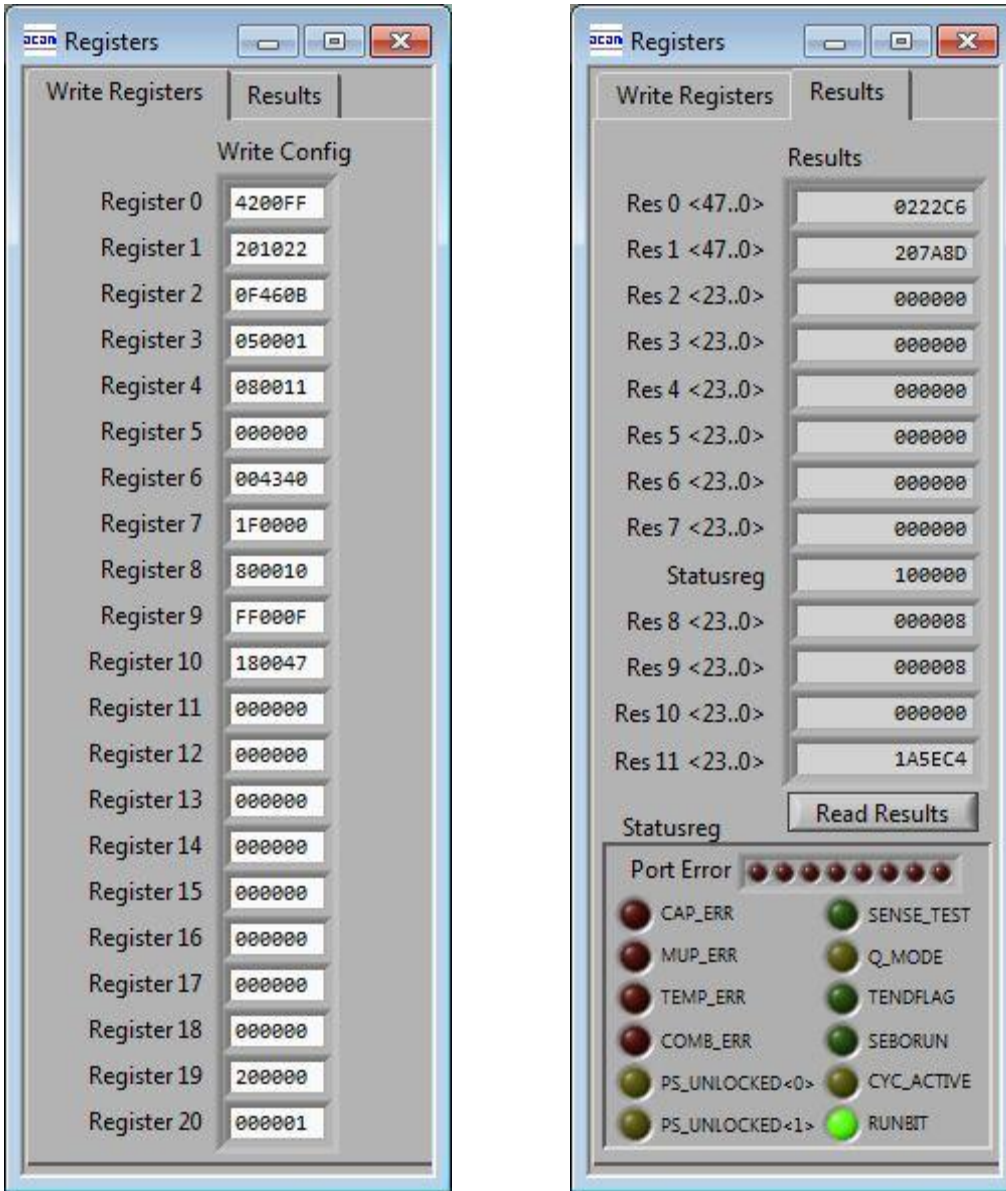 acam Registers
Write Registers Results
Write Config
Register 0 4200FF
Register 1 201022
Register 2 0F460B
Register 3 050001
Register 4 080011
Register 5 000000
Register 6 004340
Register 7 1F0000
Register 8 800010
Register 9 FF000F
Register 10 180047
Register 11 000000
Register 12 000000
Register 13 000000
Register 14 000000
Register 15 000000
Register 16 000000
Register 17 000000
Register 18 000000
Register 19 200000
Register 20 000001
acam Registers
Write Registers Results
Results
Res 0 <47..0> 0222C6
Res 1 <47..0> 207A8D
Res 2 <23..0> 000000
Res 3 <23..0> 000000
Res 4 <23..0> 000000
Res 5 <23..0> 000000
Res 6 <23..0> 000000
Res 7 <23..0> 000000
Statusreg 100000
Res 8 <23..0> 000008
Res 9 <23..0> 000008
Res 10 <23..0> 000000
Res 11 <23..0> 1A5EC4
Read Results
Statusreg
Port Error
CAP_ERR SENSE_TEST
MUP_ERR Q_MODE
TEMP_ERR TENDFLAG
COMB_ERR SEBORUN
PS_UNLOCKED<0> CYC_ACTIVE
PS_UNLOCKED<1> RUNBIT